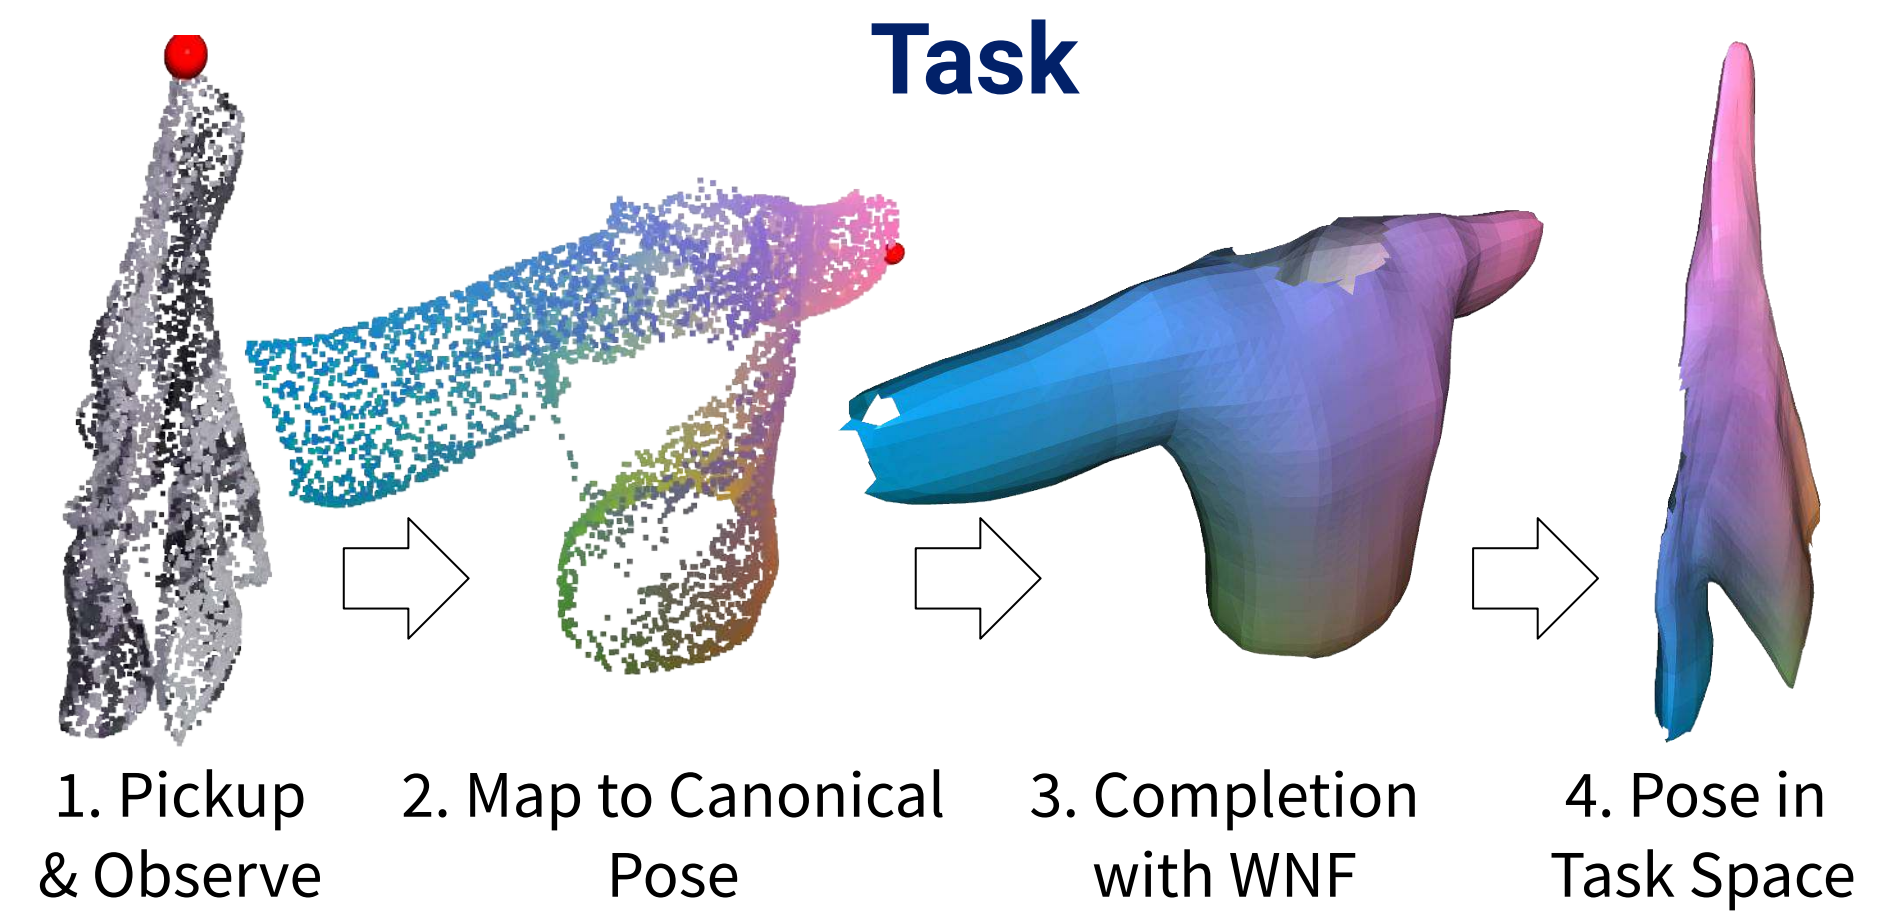 Task
1. Pickup
& Observe
2. Map to Canonical
Pose
3. Completion
with WNF
4. Pose in
Task Space